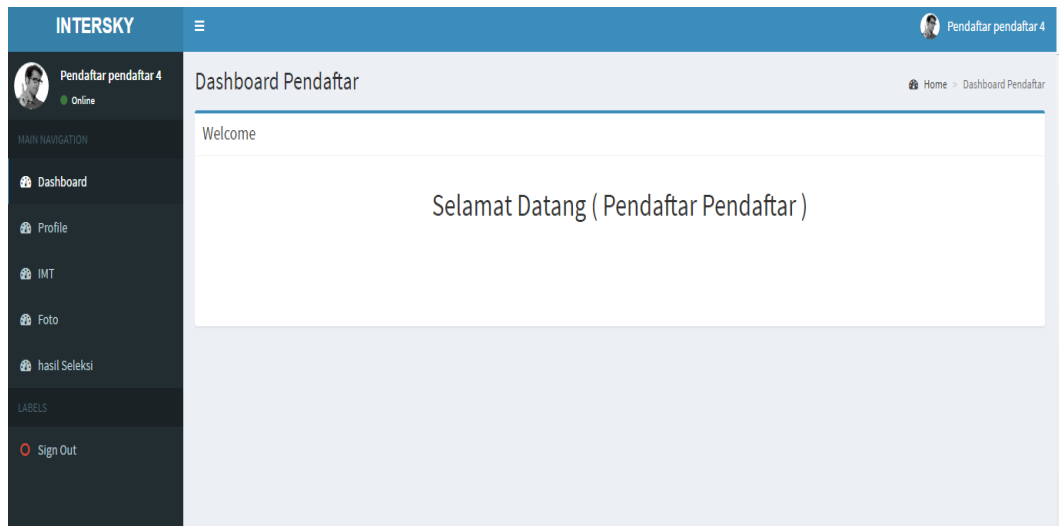 INTERSKY
Pendaftar pendaftar 4
Pendaftar pendaftar 4
Online
Dashboard Pendaftar
Home > Dashboard Pendaftar
MAIN NAVIGATION
Welcome
Dashboard
Selamat Datang ( Pendaftar Pendaftar )
Profile
IMT
Foto
hasil Seleksi
LABELS
Sign Out